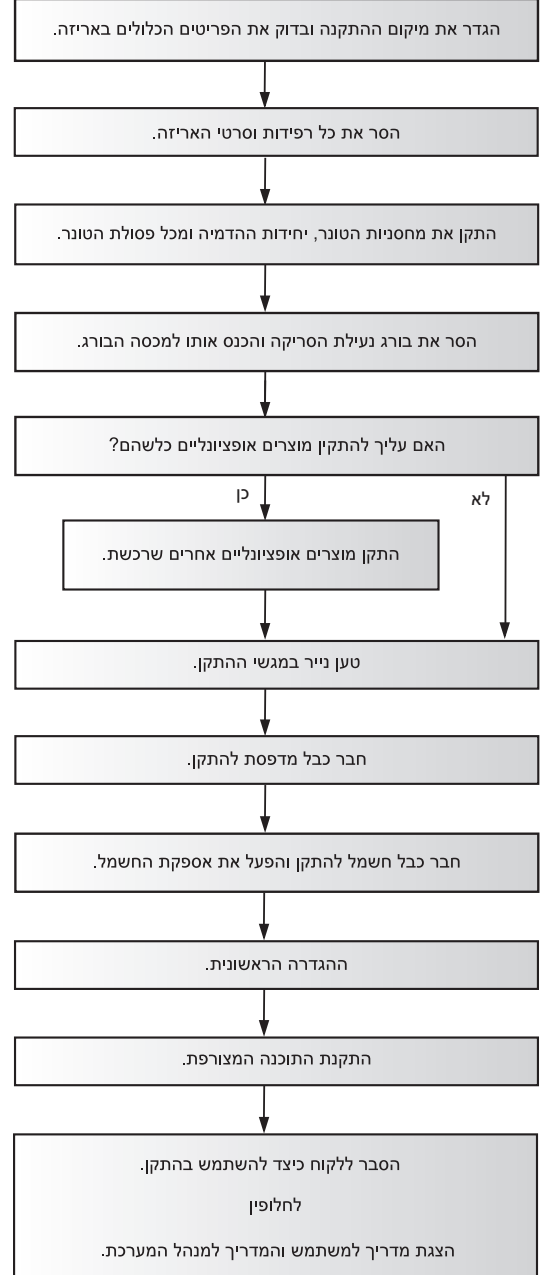 הגדר את מיקום ההתקנה ובדוק את הפריטים הכלולים באריזה.
הסר את כל רפידות וסרטי האריזה.
התקן את מחסניות הטונר, יחידות ההדמיה ומכל פסולת הטונר.
הסר את בורג נעילת הסריקה והכנס אותו למכסה הבורג.
האם עליך להתקין מוצרים אופציונליים כלשהם?
כן
לא
התקן מוצרים אופציונליים אחרים שרכשת.
טען נייר במגשי ההתקן.
חבר כבל מדפסת להתקן.
חבר כבל חשמל להתקן והפעל את אספקת החשמל.
ההגדרה הראשונית.
התקנת התוכנה המצורפת.
הסבר ללקוח כיצד להשתמש בהתקן.
לחלופין
הצגת מדריך למשתמש והמדריך למנהל המערכת.